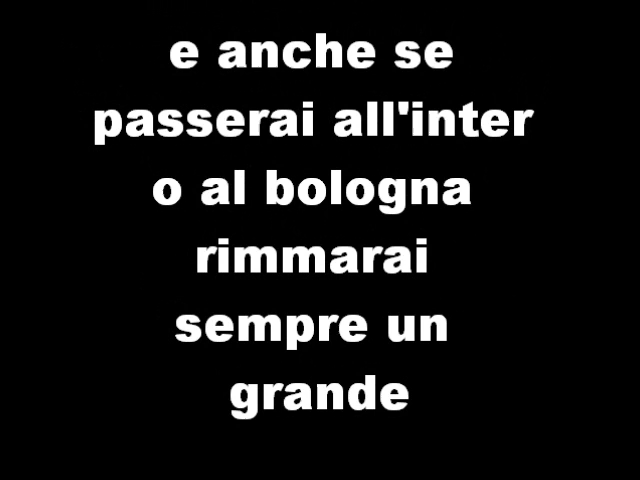 e anche se
passerai all'inter
o al bologna
rimmarai
sempre un
grande